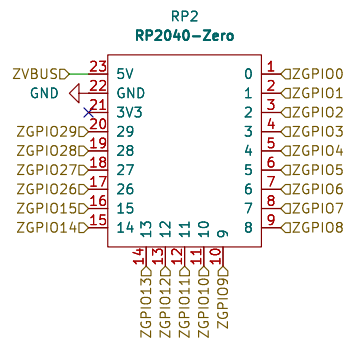 RP2
RP2040-Zero
ZVBUS 23 5V 0 1 ZGPIO0
GND 22 GND 1 2 ZGPIO1
21 3V3 2 3 ZGPIO2
ZGPIO29 20 29 3 4 ZGPIO3
ZGPIO28 19 28 4 5 ZGPIO4
ZGPIO27 18 27 5 6 ZGPIO5
ZGPIO26 17 26 6 7 ZGPIO6
ZGPIO15 16 15 7 8 ZGPIO7
ZGPIO14 15 14 8 9 ZGPIO8
13 12 11 10 9
14 13 12 11 10
ZGPIO13 ZGPIO12 ZGPIO11 ZGPIO10 ZGPIO9